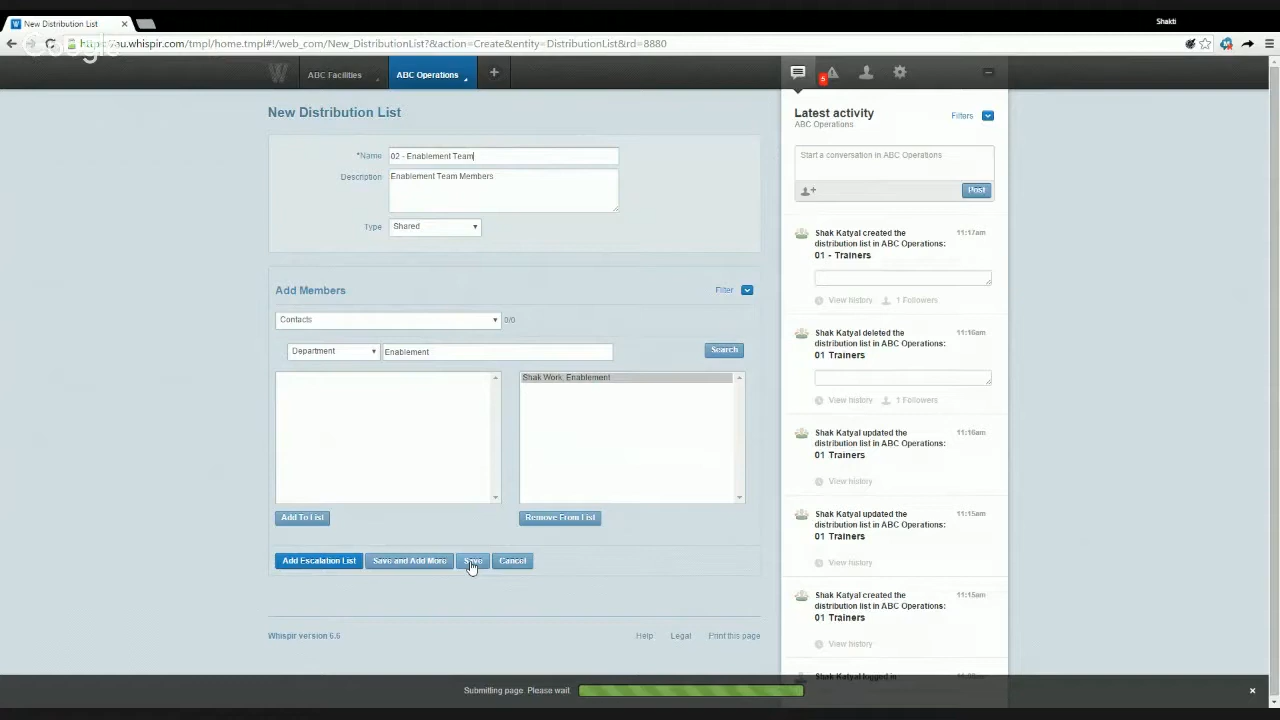 New Distribution List
Shakti
https://au.whispir.com/tmpl/home.tmpl#!/web_com/New_DistributionList?&action=Create&entity=DistributionList&rd=8880
Google
W
ABC Facilities
ABC Operations
5
New Distribution List
*Name
02 - Enablement Team
Description
Enablement Team Members
Type
Shared
Add Members
Filter
Contacts
0/0
Department
Enablement
Search
Shak Work, Enablement
Add To List
Remove From List
Add Escalation List
Save and Add More
Save
Cancel
Whispir version 6.6
Help
Legal
Print this page
Latest activity
Filters
ABC Operations
Start a conversation in ABC Operations
Post
Shak Katyal created the
11:17am
distribution list in ABC Operations:
01 - Trainers
View history
1 Followers
Shak Katyal deleted the
11:16am
distribution list in ABC Operations:
01 Trainers
View history
1 Followers
Shak Katyal updated the
11:16am
distribution list in ABC Operations:
01 Trainers
View history
Shak Katyal updated the
11:15am
distribution list in ABC Operations:
01 Trainers
View history
Shak Katyal created the
11:15am
distribution list in ABC Operations:
01 Trainers
View history
Shak Katyal logged in
Submitting page. Please wait.